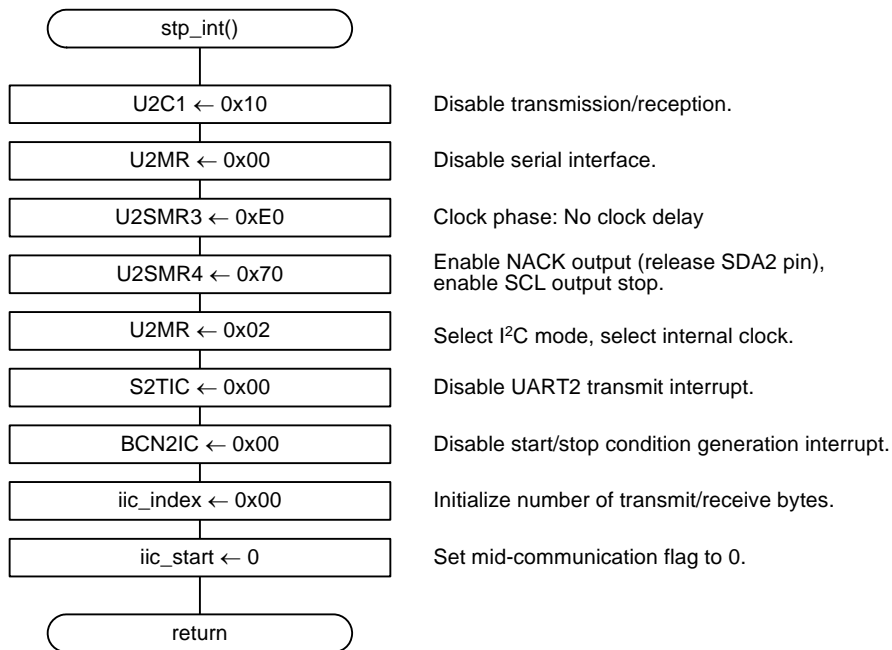 stp_int()
U2C1 ← 0x10 Disable transmission/reception.
U2MR ← 0x00 Disable serial interface.
U2SMR3 ← 0xE0 Clock phase: No clock delay
U2SMR4 ← 0x70 Enable NACK output (release SDA2 pin),
enable SCL output stop.
U2MR ← 0x02 Select I²C mode, select internal clock.
S2TIC ← 0x00 Disable UART2 transmit interrupt.
BCN2IC ← 0x00 Disable start/stop condition generation interrupt.
iic_index ← 0x00 Initialize number of transmit/receive bytes.
iic_start ← 0 Set mid-communication flag to 0.
return